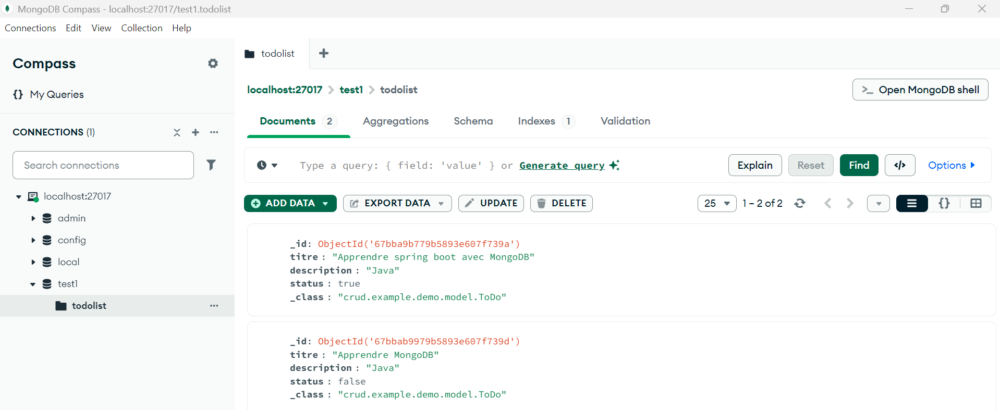 MongoDB Compass - localhost:27017/test1.todolist
Connections Edit View Collection Help
Compass
{} My Queries
CONNECTIONS (1)
Search connections
localhost:27017
admin
config
local
test1
todolist
todolist
localhost:27017 > test1 > todolist
>_ Open MongoDB shell
Documents 2 Aggregations Schema Indexes 1 Validation
Type a query: { field: 'value' } or Generate query
Explain Reset Find </> Options
ADD DATA EXPORT DATA UPDATE DELETE
25 1 – 2 of 2 {}
_id: ObjectId('67bba9b779b5893e607f739a')
titre : "Apprendre spring boot avec MongoDB"
description : "Java"
status : true
_class : "crud.example.demo.model.ToDo"
_id: ObjectId('67bbab9979b5893e607f739d')
titre : "Apprendre MongoDB"
description : "Java"
status : false
_class : "crud.example.demo.model.ToDo"